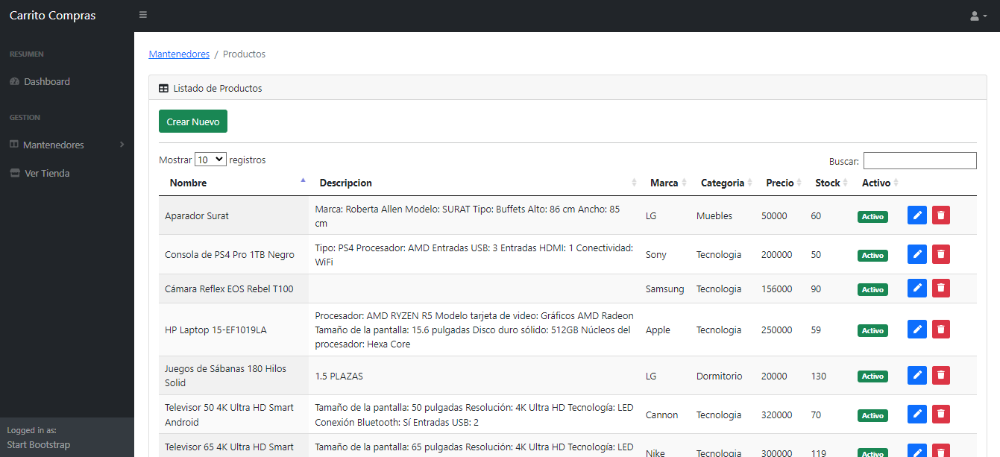 Carrito Compras
RESUMEN
Dashboard
GESTION
Mantenedores
Ver Tienda
Logged in as:
Start Bootstrap
Mantenedores / Productos
Listado de Productos
Crear Nuevo
Mostrar 10 registros
Buscar:
Nombre Descripcion Marca Categoria Precio Stock Activo
Aparador Surat
Marca: Roberta Allen Modelo: SURAT Tipo: Buffets Alto: 86 cm Ancho: 85
cm
LG Muebles 50000 60 Activo
Consola de PS4 Pro 1TB Negro
Tipo: PS4 Procesador: AMD Entradas USB: 3 Entradas HDMI: 1 Conectividad:
WiFi
Sony Tecnologia 200000 50 Activo
Cámara Reflex EOS Rebel T100
Samsung Tecnologia 156000 90 Activo
HP Laptop 15-EF1019LA
Procesador: AMD RYZEN R5 Modelo tarjeta de video: Gráficos AMD Radeon
Tamaño de la pantalla: 15.6 pulgadas Disco duro sólido: 512GB Núcleos del
procesador: Hexa Core
Apple Tecnologia 250000 59 Activo
Juegos de Sábanas 180 Hilos
Solid
1.5 PLAZAS
LG Dormitorio 20000 130 Activo
Televisor 50 4K Ultra HD Smart
Android
Tamaño de la pantalla: 50 pulgadas Resolución: 4K Ultra HD Tecnología: LED
Conexión Bluetooth: Sí Entradas USB: 2
Cannon Tecnologia 320000 70 Activo
Televisor 65 4K Ultra HD Smart
Tamaño de la pantalla: 65 pulgadas Resolución: 4K Ultra HD Tecnología: LED
Nike Tecnologia 300000 119 Activo